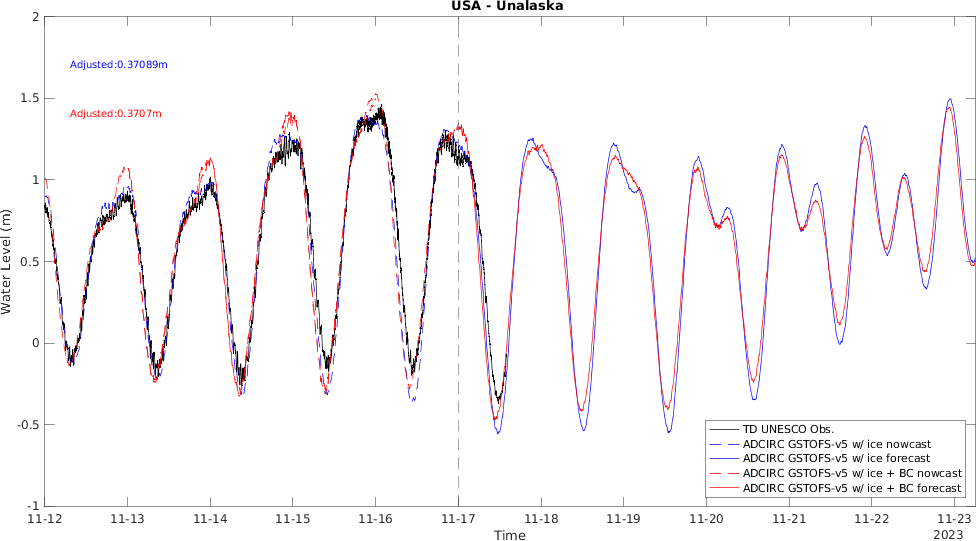 USA - Unalaska
2
1.5
1
0.5
0
-0.5
-1
Water Level (m)
Adjusted:0.37089m
Adjusted:0.3707m
TD UNESCO Obs.
ADCIRC GSTOFS-v5 w/ ice nowcast
ADCIRC GSTOFS-v5 w/ ice forecast
ADCIRC GSTOFS-v5 w/ ice + BC nowcast
ADCIRC GSTOFS-v5 w/ ice + BC forecast
11-12 11-13 11-14 11-15 11-16 11-17 11-18 11-19 11-20 11-21 11-22 11-23
Time
2023